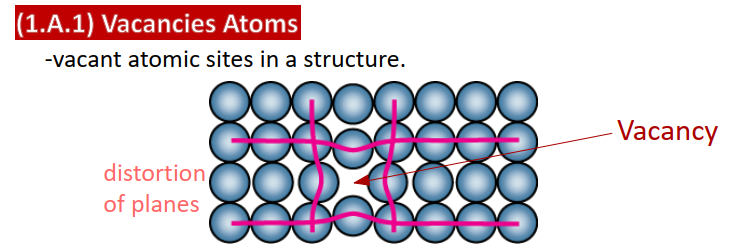 (1.A.1) Vacancies Atoms
-vacant atomic sites in a structure.
Vacancy
distortion
of planes